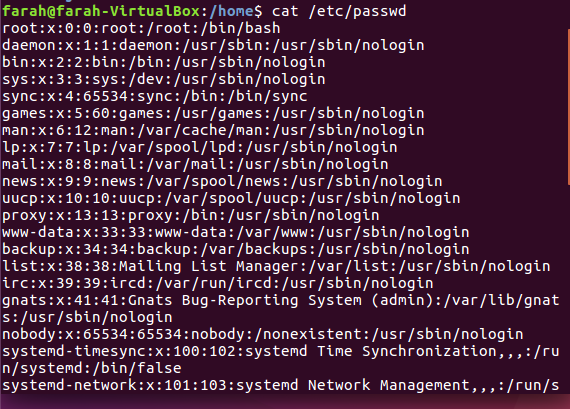 farah@farah-VirtualBox:/home$ cat /etc/passwd
root:x:0:0:root:/root:/bin/bash
daemon:x:1:1:daemon:/usr/sbin:/usr/sbin/nologin
bin:x:2:2:bin:/bin:/usr/sbin/nologin
sys:x:3:3:sys:/dev:/usr/sbin/nologin
sync:x:4:65534:sync:/bin:/bin/sync
games:x:5:60:games:/usr/games:/usr/sbin/nologin
man:x:6:12:man:/var/cache/man:/usr/sbin/nologin
lp:x:7:7:lp:/var/spool/lpd:/usr/sbin/nologin
mail:x:8:8:mail:/var/mail:/usr/sbin/nologin
news:x:9:9:news:/var/spool/news:/usr/sbin/nologin
uucp:x:10:10:uucp:/var/spool/uucp:/usr/sbin/nologin
proxy:x:13:13:proxy:/bin:/usr/sbin/nologin
www-data:x:33:33:www-data:/var/www:/usr/sbin/nologin
backup:x:34:34:backup:/var/backups:/usr/sbin/nologin
list:x:38:38:Mailing List Manager:/var/list:/usr/sbin/nologin
irc:x:39:39:ircd:/var/run/ircd:/usr/sbin/nologin
gnats:x:41:41:Gnats Bug-Reporting System (admin):/var/lib/gnat
s:/usr/sbin/nologin
nobody:x:65534:65534:nobody:/nonexistent:/usr/sbin/nologin
systemd-timesync:x:100:102:systemd Time Synchronization,,,:/ru
n/systemd:/bin/false
systemd-network:x:101:103:systemd Network Management,,,:/run/s